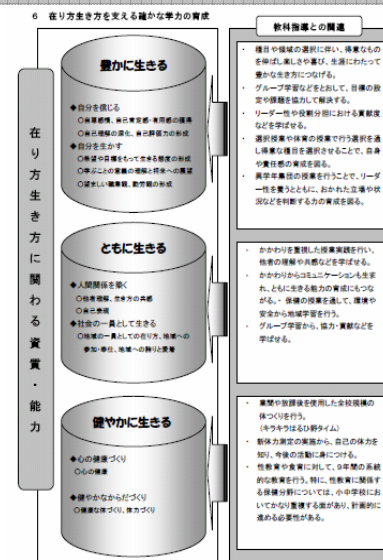 6 在り方生き方を支える確かな学力の育成
教科指導との関連
在り方生き方に関わる資質・能力
豊かに生きる
◆自分を信じる
○自尊感情、自己肯定感・有用感の獲得
○自己理解の深化、自己評価力の形成
◆自分を生かす
○希望や目標をもって生きる態度の形成
○学ぶことの意義の理解と将来への展望
○望ましい職業観、勤労観の形成
・ 種目や領域の選択に伴い、得意なもの
を伸ばし楽しさや喜び、生涯にわたって
豊かな生き方につなげる。
・ グループ学習などをとおして、目標の設
定や課題を協力して解決する。
・ リーダー性や役割分担における貢献度
などを学ばせる。
・ 選択授業や体育の授業で行う選択を通
し得意な種目を選択させることで、自身
や責任感の育成を図る。
・ 異学年集団の授業を行うことで、リーダ
ー性を養うとともに、おかれた立場や状
況などを判断する力の育成を図る。
ともに生きる
◆人間関係を築く
○他者理解、生き方の共感
○自己表現
◆社会の一員として生きる
○地域の一員としての在り方、地域への
参加・奉仕、地域への誇りと愛着
・ かかわりを重視した授業実践を行い、
他者の理解や共感などを学ばせる。
・ かかわりからコミュニケーションも生ま
れ、ともに生きる能力の育成にもつな
がる。・ 保健の授業を通して、環境や
安全から地域学習を行う。
・ グループ学習から、協力・貢献などを
学ばせる。
健やかに生きる
◆心の健康づくり
○心の健康
◆健やかなからだづくり
○健康な体づくり、体力づくり
・ 業間や放課後を使用した全校規模の
体つくりを行う。
(キラキラはるひ野タイム)
・ 新体力測定の実施から、自己の体力を
知り、今後の活動に身につける。
・ 性教育や食育に対して、9年間の系統
的な教育を行う。特に、性教育に関係す
る保健分野については、小中学校にお
いてかなり重複する面があり、計画的に
進める必要性がある。